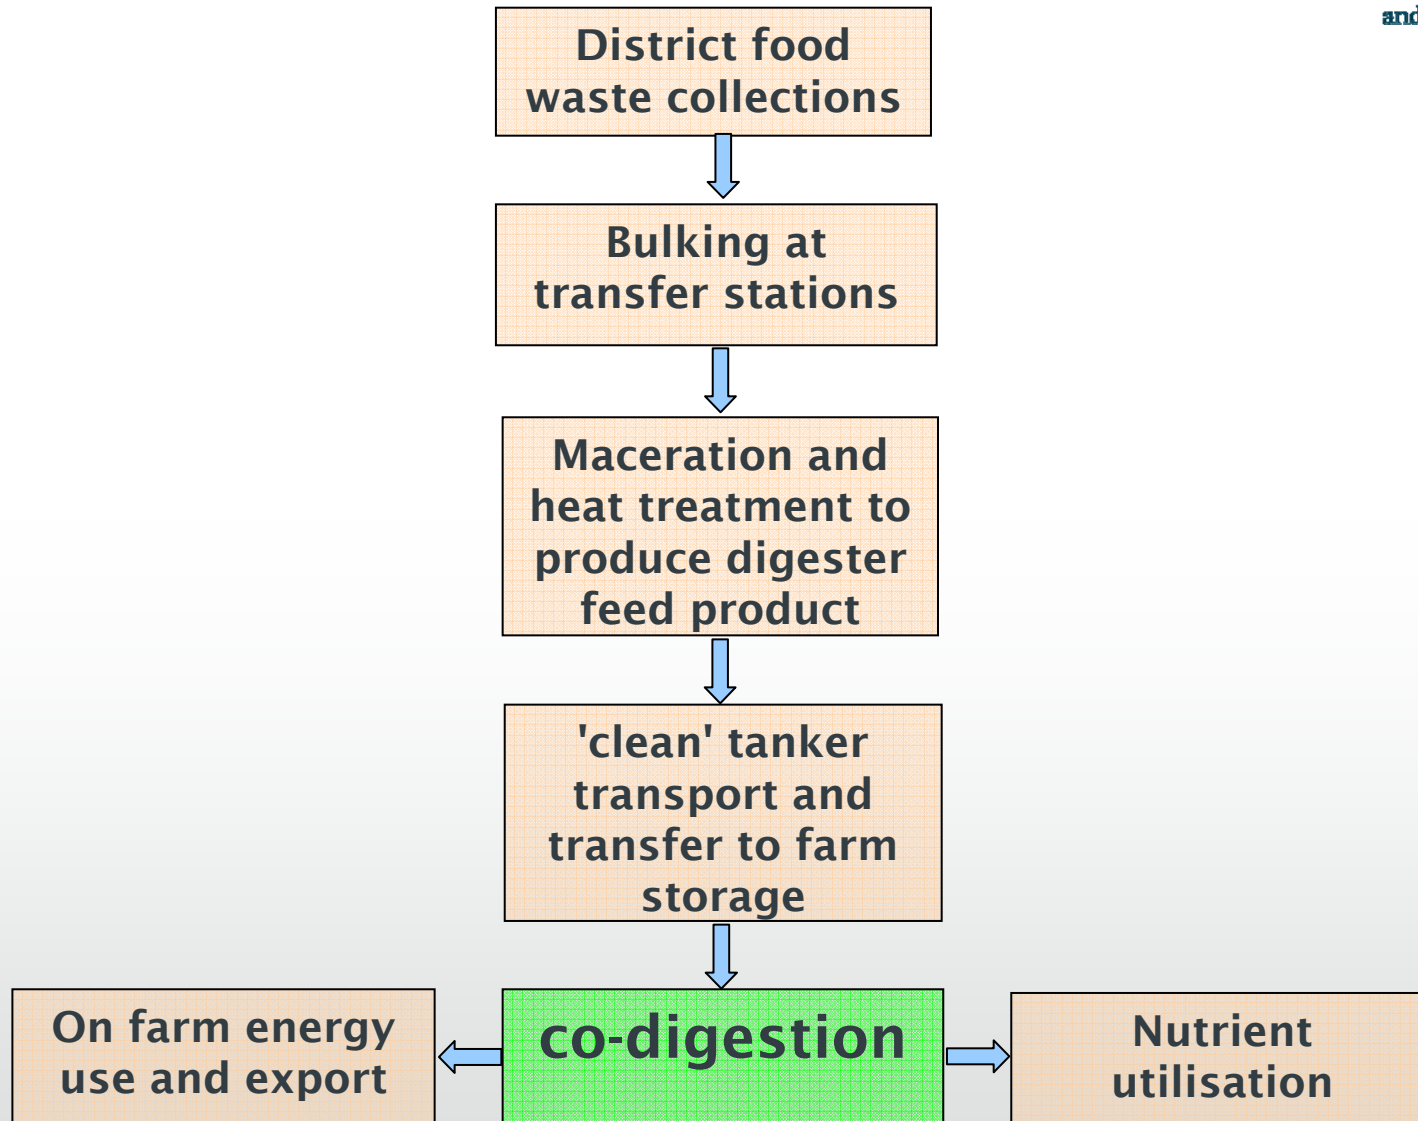 and
District food
waste collections
Bulking at
transfer stations
Maceration and
heat treatment to
produce digester
feed product
'clean' tanker
transport and
transfer to farm
storage
On farm energy
use and export
co-digestion
Nutrient
utilisation